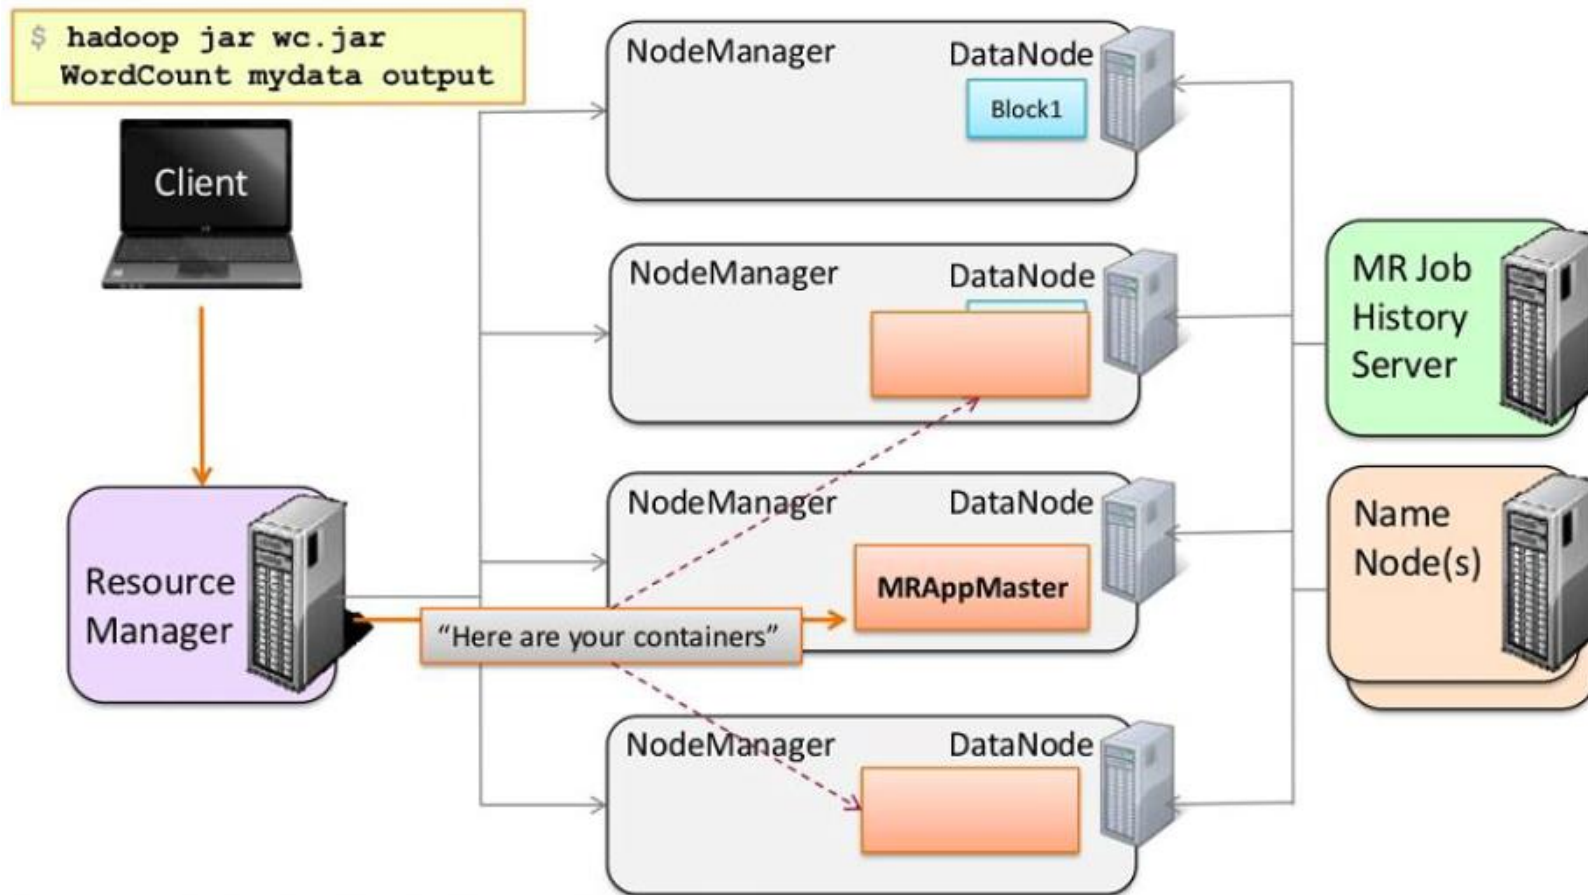 $ hadoop jar wc.jar
WordCount mydata output
Client
NodeManager
DataNode
Block1
NodeManager
DataNode
MR Job
History
Server
NodeManager
DataNode
MRAppMaster
Name
Node(s)
Resource
Manager
“Here are your containers”
NodeManager
DataNode